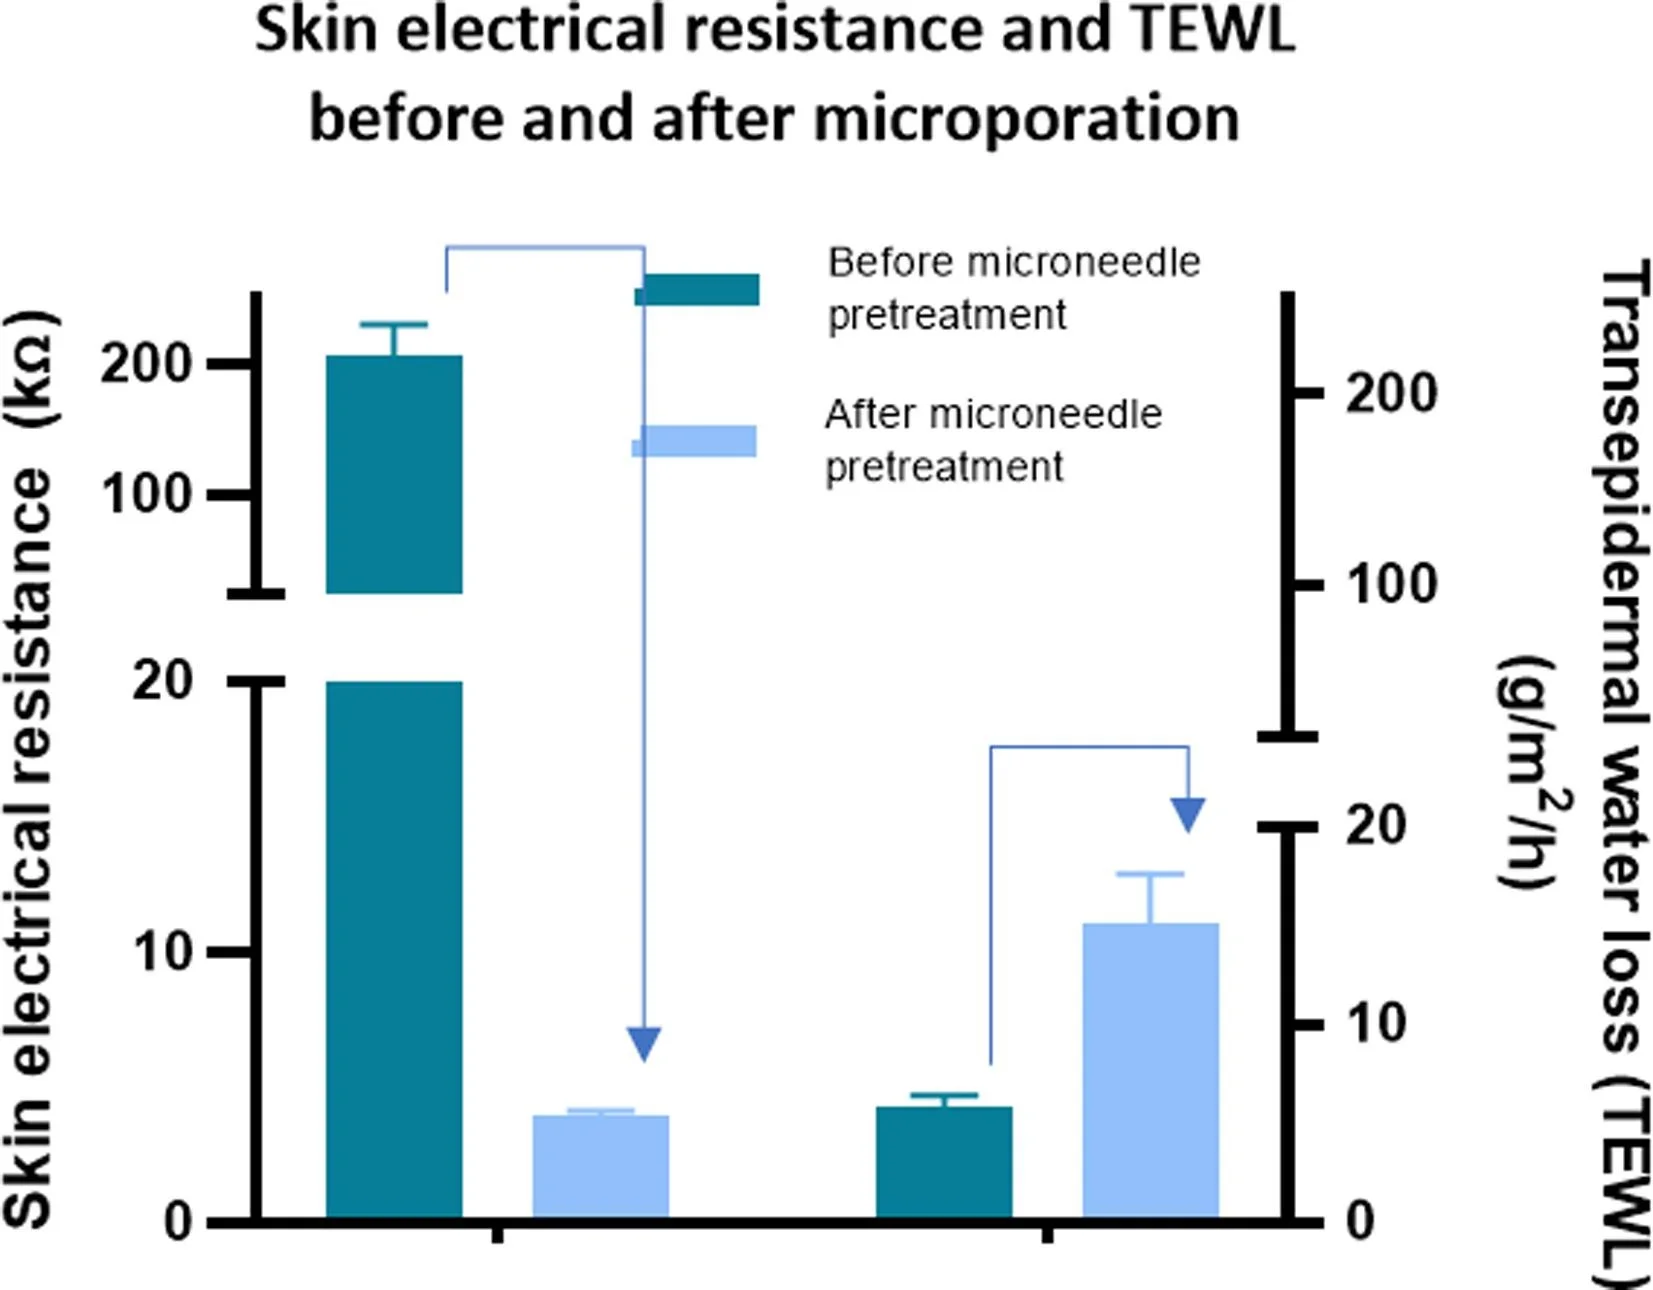 Skin electrical resistance and TEWL
before and after microporation
Before microneedle
pretreatment
After microneedle
pretreatment
Skin electrical resistance (kΩ)
200
100
20
10
0
200
100
20
10
0
Transepidermal water loss (TEWL)
(g/m²/h)